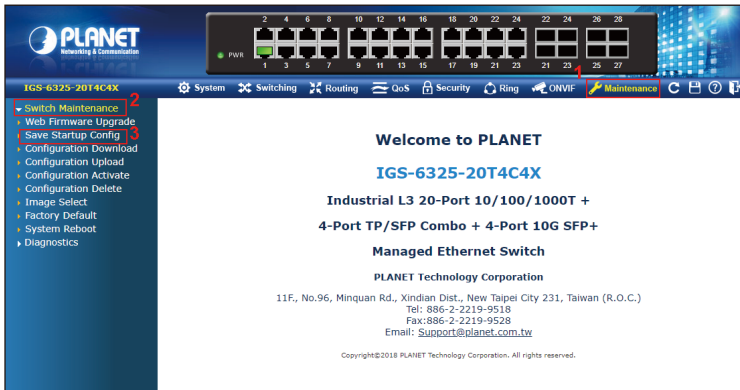 PLANET
Networking & Communication
PWR
2 4 6 8 10 12 14 16 18 20 22 24 22 24 26 28
1 3 5 7 9 11 13 15 17 19 21 23 21 23 25 27
IGS-6325-20T4C4X
System Switching Routing QoS Security Ring ONVIF Maintenance
1
Switch Maintenance
2
Web Firmware Upgrade
Save Startup Config
3
Configuration Download
Configuration Upload
Configuration Activate
Configuration Delete
Image Select
Factory Default
System Reboot
Diagnostics
Welcome to PLANET
IGS-6325-20T4C4X
Industrial L3 20-Port 10/100/1000T +
4-Port TP/SFP Combo + 4-Port 10G SFP+
Managed Ethernet Switch
PLANET Technology Corporation
11F., No.96, Minquan Rd., Xindian Dist., New Taipei City 231, Taiwan (R.O.C.)
Tel: 886-2-2219-9518
Fax:886-2-2219-9528
Email: Support@planet.com.tw
Copyright©2018 PLANET Technology Corporation. All rights reserved.